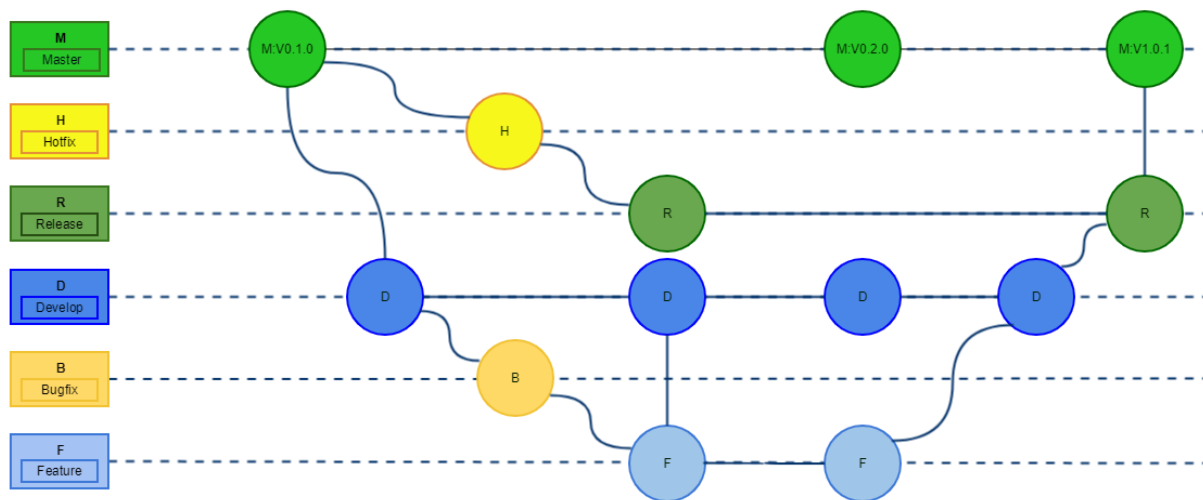 M
Master
M:V0.1.0
M:V0.2.0
M:V1.0.1
H
Hotfix
H
R
Release
R
R
D
Develop
D
D
D
D
B
Bugfix
B
F
Feature
F
F